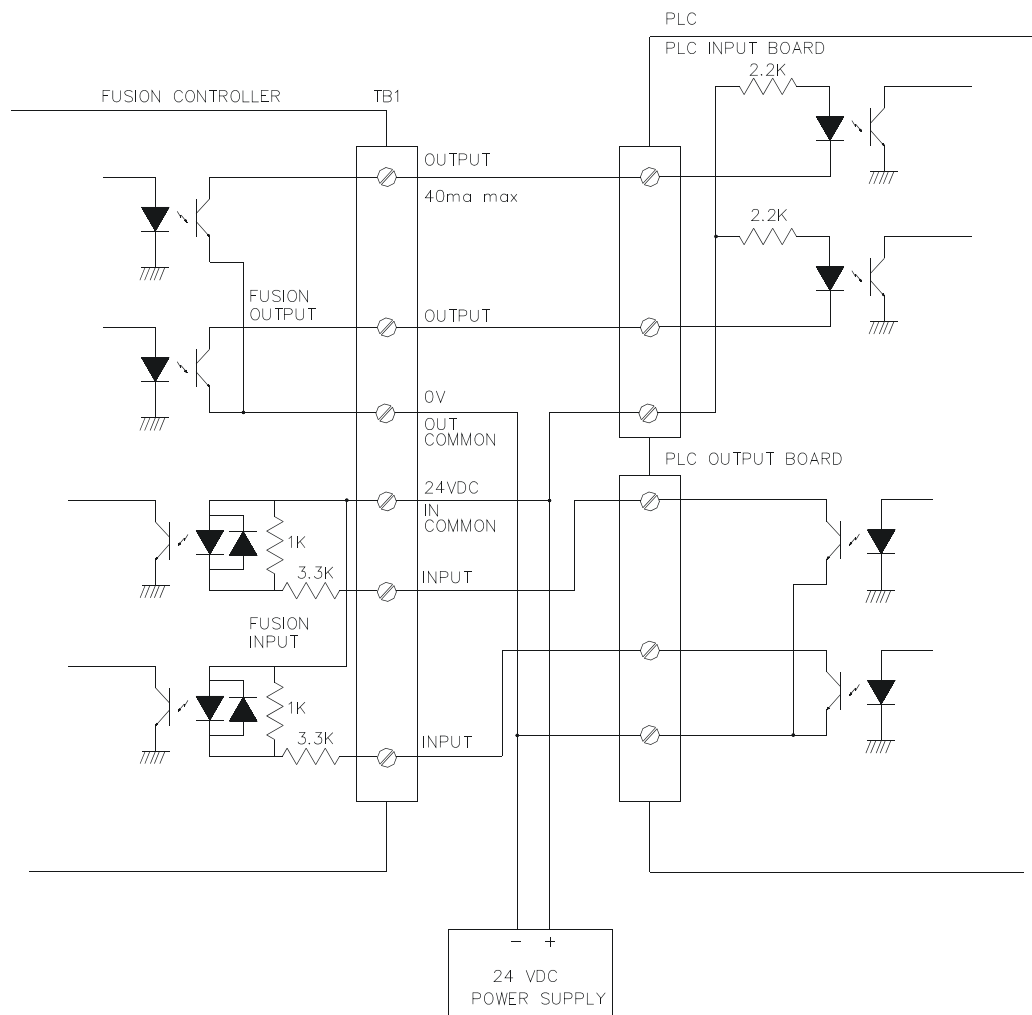 PLC
PLC INPUT BOARD
2.2K
FUSION CONTROLLER
TB1
OUTPUT
40ma max
2.2K
FUSION
OUTPUT
OUTPUT
0V
OUT
COMMON
PLC OUTPUT BOARD
24VDC
IN
COMMON
1K
3.3K
INPUT
FUSION
INPUT
1K
3.3K
INPUT
- +
24 VDC
POWER SUPPLY